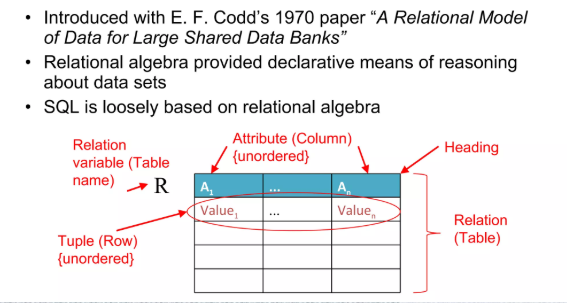 • Introduced with E. F. Codd's 1970 paper “A Relational Model
of Data for Large Shared Data Banks”
• Relational algebra provided declarative means of reasoning
about data sets
• SQL is loosely based on relational algebra
Relation
variable (Table
name)
R
Attribute (Column)
{unordered}
Heading
A1 ... An
Value1 ... Valuen
Tuple (Row)
{unordered}
Relation
(Table)